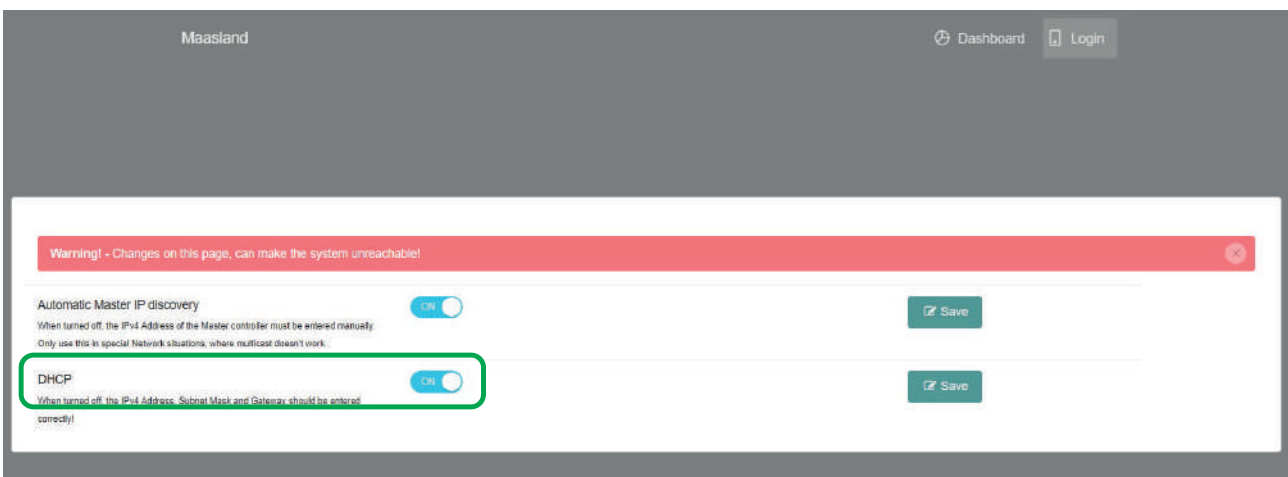 Maasland
Dashboard
Login
Warning! - Changes on this page, can make the system unreachable!
Automatic Master IP discovery
ON
Save
When turned off, the IPv4 Address of the Master controller must be entered manually.
Only use this in special Network situations, where multicast doesn't work.
DHCP
ON
Save
When turned off, the IPv4 Address, Subnet Mask and Gateway should be entered
correctly!